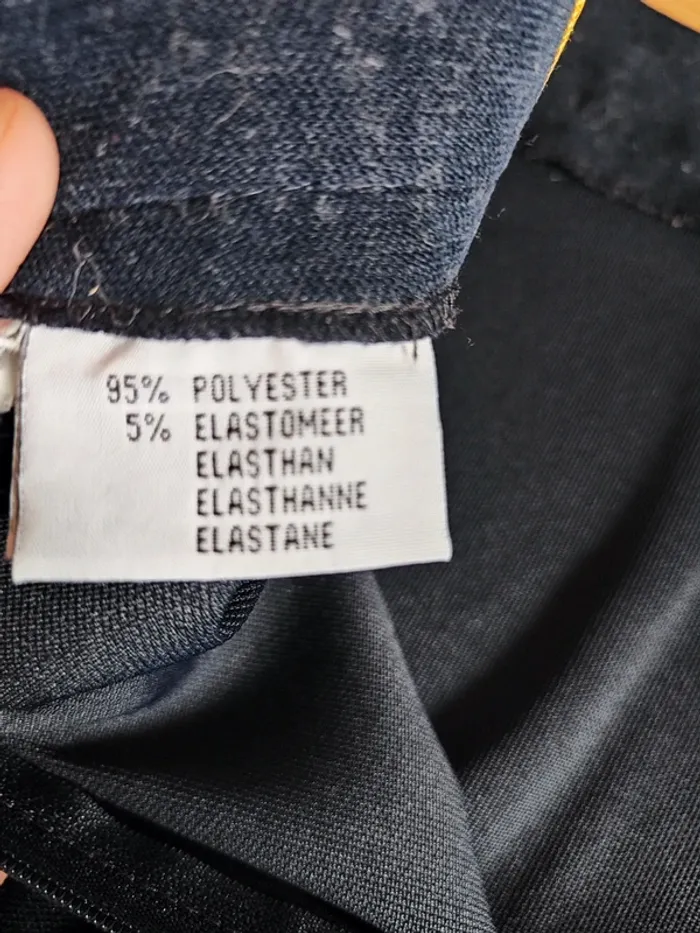 95% POLYESTER
5% ELASTOMEER
ELASTHAN
ELASTHANNE
ELASTANE